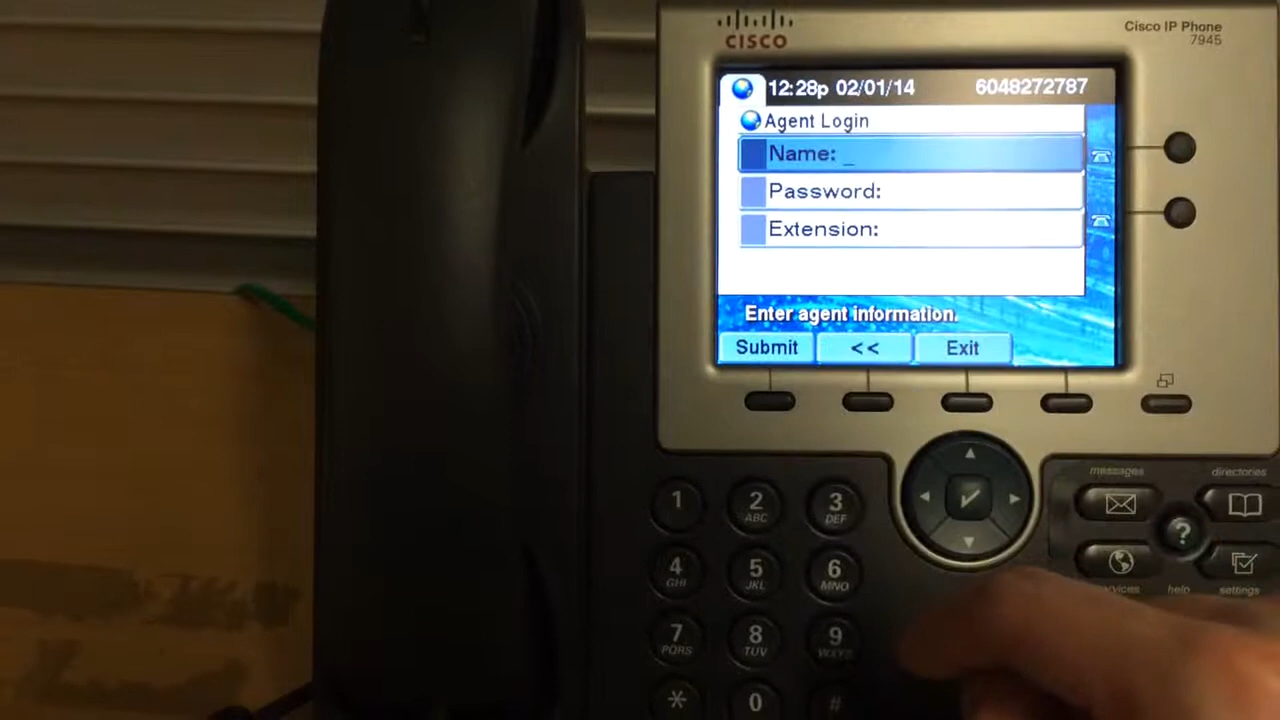 CISCO
Cisco IP Phone
7945
12:28p 02/01/14 6048272787
Agent Login
Name: _
Password:
Extension:
Enter agent information.
Submit << Exit
messages directories
1 2 ABC 3 DEF
?
4 GHI 5 JKL 6 MNO
help settings
7 PQRS 8 TUV 9 WXYZ
* 0 #